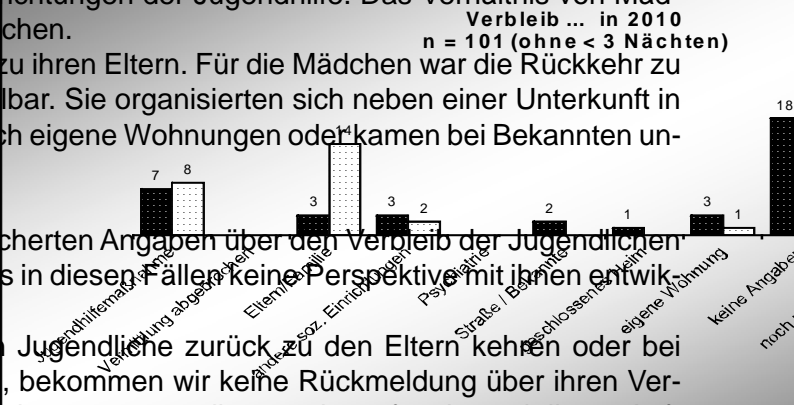 ichtungen der Jugendhilfe. Das Verhältnis von Mäd-
chen.
Verbleib ... in 2010
n = 101 (ohne < 3 Nächten)
zu ihren Eltern. Für die Mädchen war die Rückkehr zu
lbar. Sie organisierten sich neben einer Unterkunft in
ch eigene Wohnungen oder kamen bei Bekannten un-
7 8 3 14 3 2 2 1 3 1 18
cherten Angaben über den Verbleib der Jugendlichen
s in diesen Fällen keine Perspektive mit ihnen entwik-
Jugendhilfemaßnahme
Vermittlung abgebrochen
Eltern/Familie
andere soz. Einrichtungen
Psychiatrie
Straße / Bekannte
geschlossenes Heim
eigene Wohnung
keine Angaben
noch
n Jugendliche zurück zu den Eltern kehren oder bei
, bekommen wir keine Rückmeldung über ihren Ver-